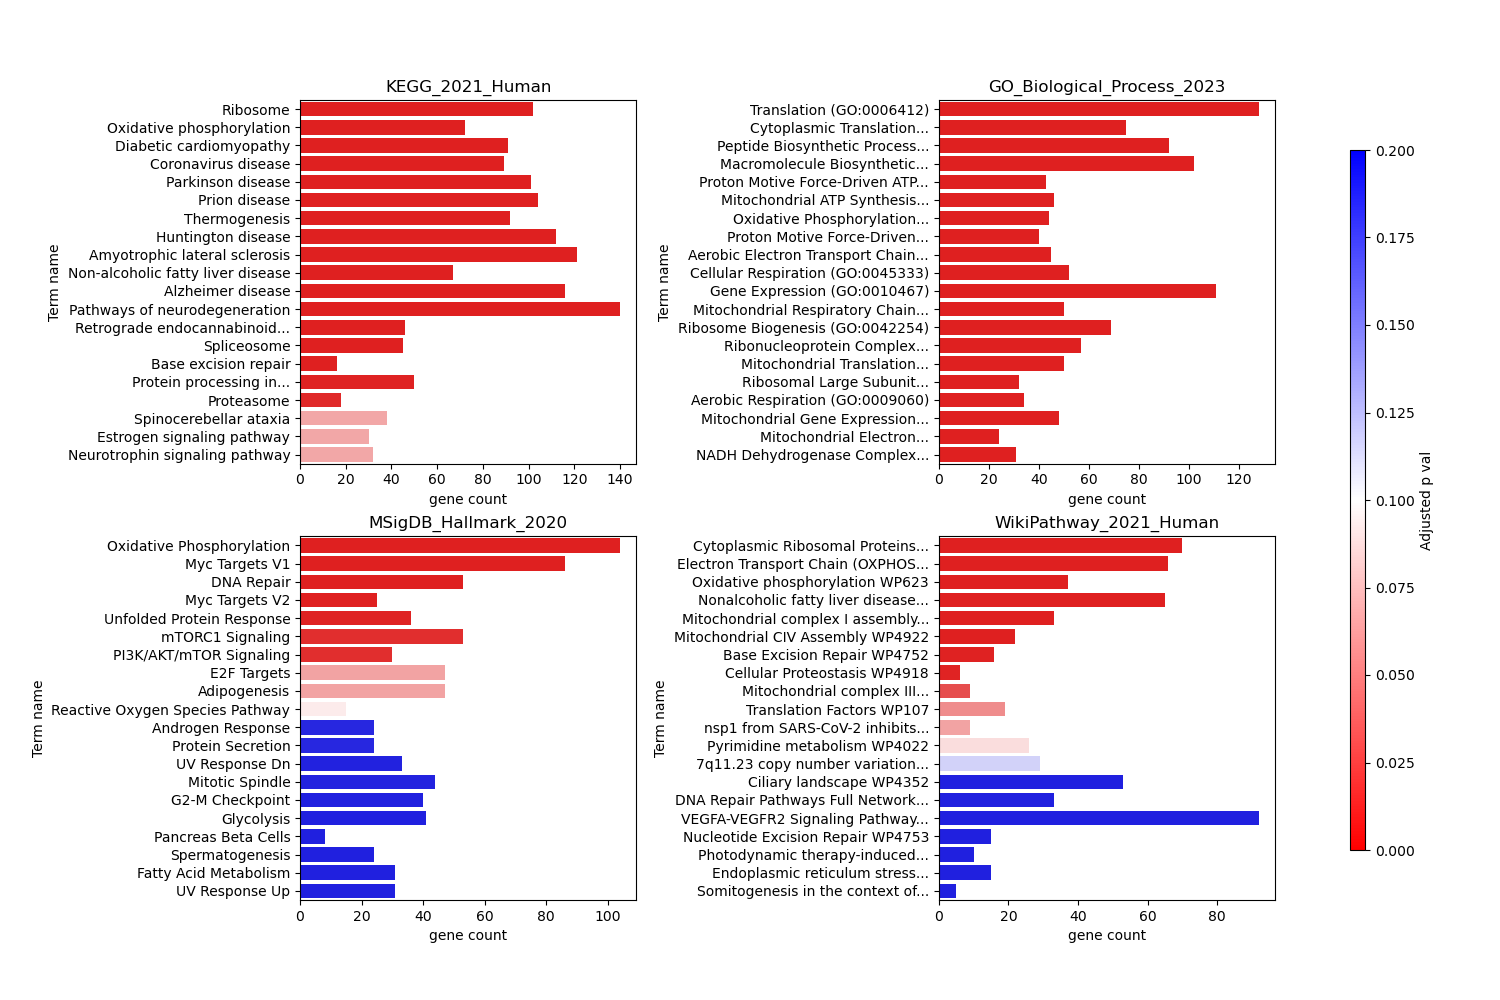 KEGG_2021_Human
Term name
Ribosome
Oxidative phosphorylation
Diabetic cardiomyopathy
Coronavirus disease
Parkinson disease
Prion disease
Thermogenesis
Huntington disease
Amyotrophic lateral sclerosis
Non-alcoholic fatty liver disease
Alzheimer disease
Pathways of neurodegeneration
Retrograde endocannabinoid...
Spliceosome
Base excision repair
Protein processing in...
Proteasome
Spinocerebellar ataxia
Estrogen signaling pathway
Neurotrophin signaling pathway
0 20 40 60 80 100 120 140
gene count
GO_Biological_Process_2023
Term name
Translation (GO:0006412)
Cytoplasmic Translation...
Peptide Biosynthetic Process...
Macromolecule Biosynthetic...
Proton Motive Force-Driven ATP...
Mitochondrial ATP Synthesis...
Oxidative Phosphorylation...
Proton Motive Force-Driven...
Aerobic Electron Transport Chain...
Cellular Respiration (GO:0045333)
Gene Expression (GO:0010467)
Mitochondrial Respiratory Chain...
Ribosome Biogenesis (GO:0042254)
Ribonucleoprotein Complex...
Mitochondrial Translation...
Ribosomal Large Subunit...
Aerobic Respiration (GO:0009060)
Mitochondrial Gene Expression...
Mitochondrial Electron...
NADH Dehydrogenase Complex...
0 20 40 60 80 100 120
gene count
MSigDB_Hallmark_2020
Term name
Oxidative Phosphorylation
Myc Targets V1
DNA Repair
Myc Targets V2
Unfolded Protein Response
mTORC1 Signaling
PI3K/AKT/mTOR Signaling
E2F Targets
Adipogenesis
Reactive Oxygen Species Pathway
Androgen Response
Protein Secretion
UV Response Dn
Mitotic Spindle
G2-M Checkpoint
Glycolysis
Pancreas Beta Cells
Spermatogenesis
Fatty Acid Metabolism
UV Response Up
0 20 40 60 80 100
gene count
WikiPathway_2021_Human
Term name
Cytoplasmic Ribosomal Proteins...
Electron Transport Chain (OXPHOS...
Oxidative phosphorylation WP623
Nonalcoholic fatty liver disease...
Mitochondrial complex I assembly...
Mitochondrial CIV Assembly WP4922
Base Excision Repair WP4752
Cellular Proteostasis WP4918
Mitochondrial complex III...
Translation Factors WP107
nsp1 from SARS-CoV-2 inhibits...
Pyrimidine metabolism WP4022
7q11.23 copy number variation...
Ciliary landscape WP4352
DNA Repair Pathways Full Network...
VEGFA-VEGFR2 Signaling Pathway...
Nucleotide Excision Repair WP4753
Photodynamic therapy-induced...
Endoplasmic reticulum stress...
Somitogenesis in the context of...
0 20 40 60 80
gene count
0.200
0.175
0.150
0.125
0.100
0.075
0.050
0.025
0.000
Adjusted p val